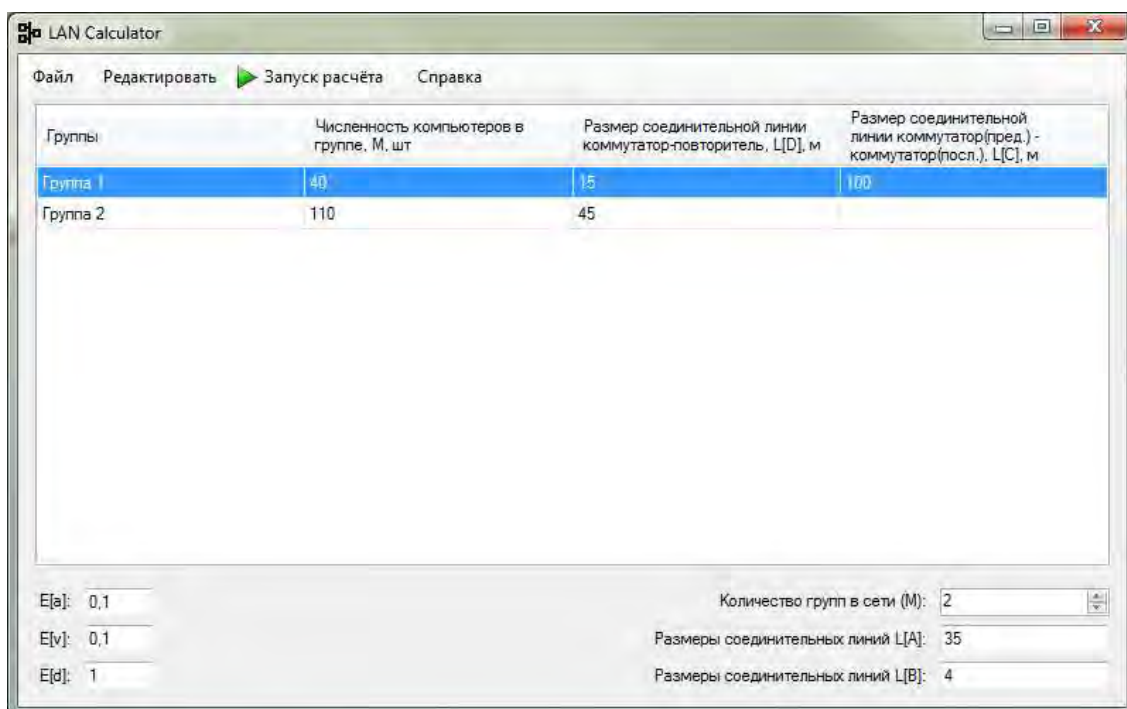 LAN Calculator
Файл Редактировать Запуск расчёта Справка
Группы
Численность компьютеров в
группе, М, шт
Размер соединительной линии
коммутатор-повторитель, L[D], м
Размер соединительной
линии коммутатор(пред.) -
коммутатор(посл.), L[C], м
Группа 1 40 15 100
Группа 2 110 45
E[a]: 0,1
Количество групп в сети (M): 2
E[v]: 0,1
Размеры соединительных линий L[A]: 35
E[d]: 1
Размеры соединительных линий L[B]: 4